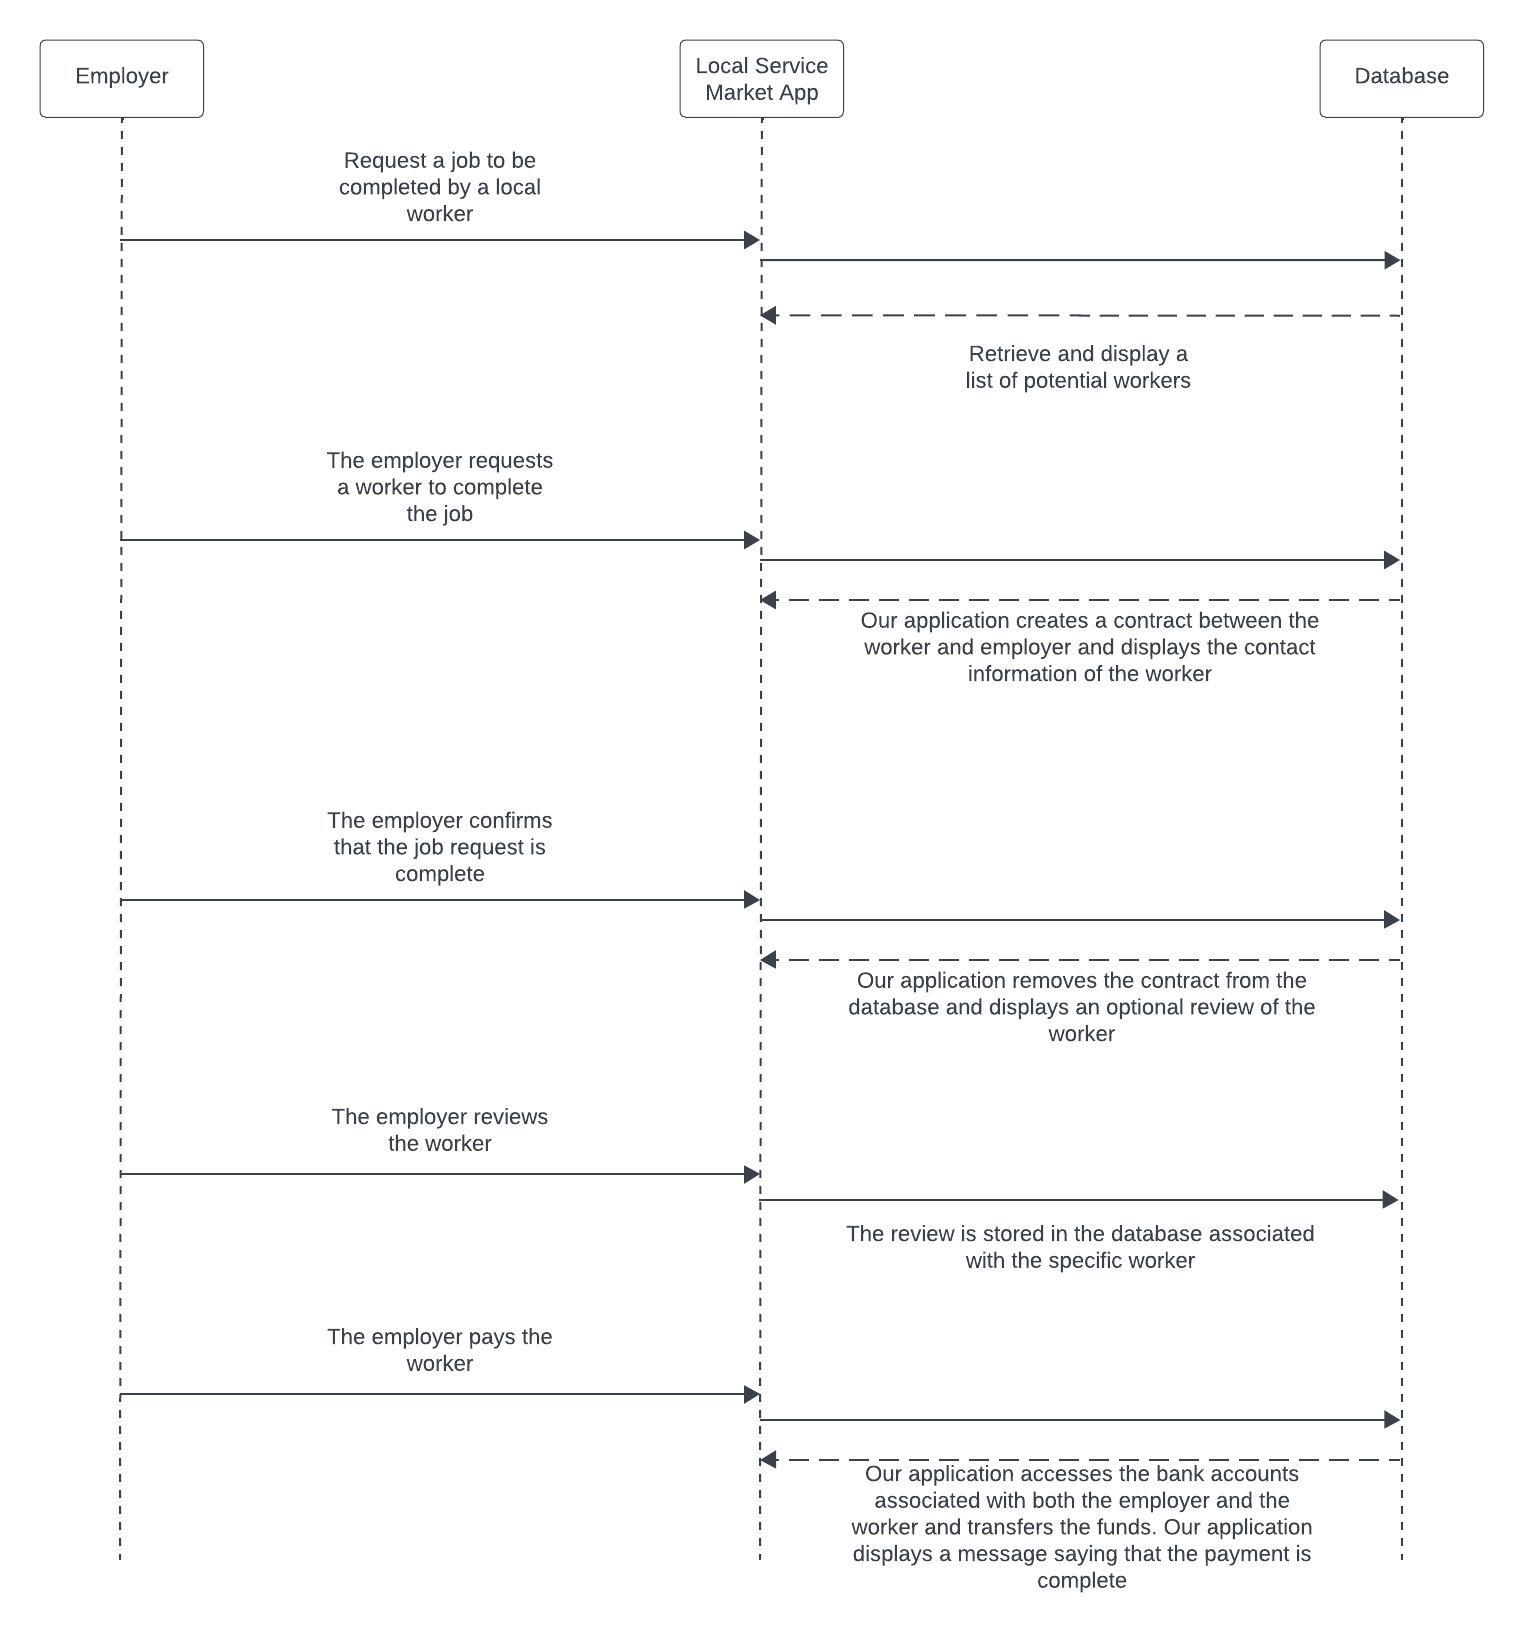 Employer
Local Service
Market App
Database
Request a job to be
completed by a local
worker
Retrieve and display a
list of potential workers
The employer requests
a worker to complete
the job
Our application creates a contract between the
worker and employer and displays the contact
information of the worker
The employer confirms
that the job request is
complete
Our application removes the contract from the
database and displays an optional review of the
worker
The employer reviews
the worker
The review is stored in the database associated
with the specific worker
The employer pays the
worker
Our application accesses the bank accounts
associated with both the employer and the
worker and transfers the funds. Our application
displays a message saying that the payment is
complete